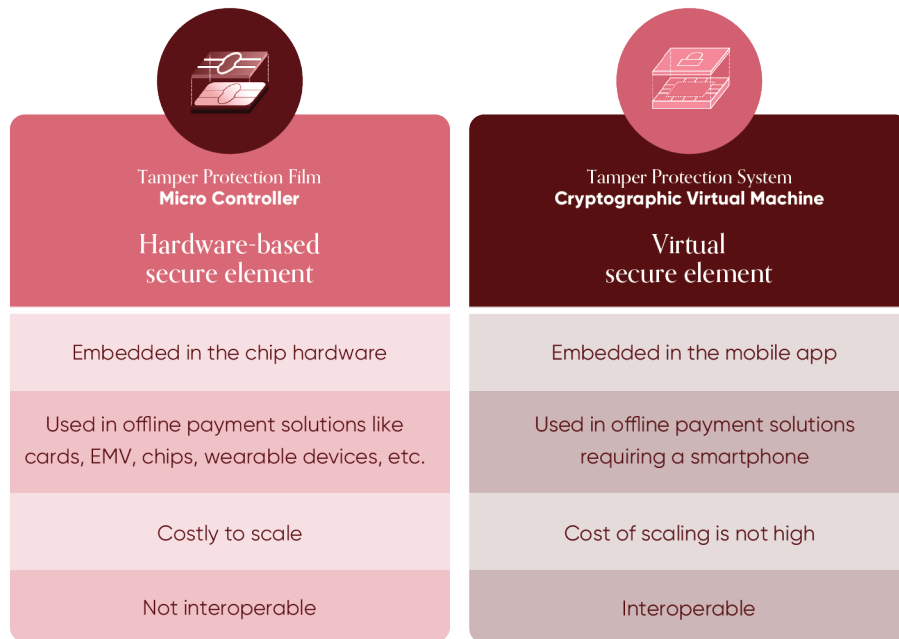 Tamper Protection Film
Micro Controller
Hardware-based
secure element
Embedded in the chip hardware
Used in offline payment solutions like
cards, EMV, chips, wearable devices, etc.
Costly to scale
Not interoperable
Tamper Protection System
Cryptographic Virtual Machine
Virtual
secure element
Embedded in the mobile app
Used in offline payment solutions
requiring a smartphone
Cost of scaling is not high
Interoperable